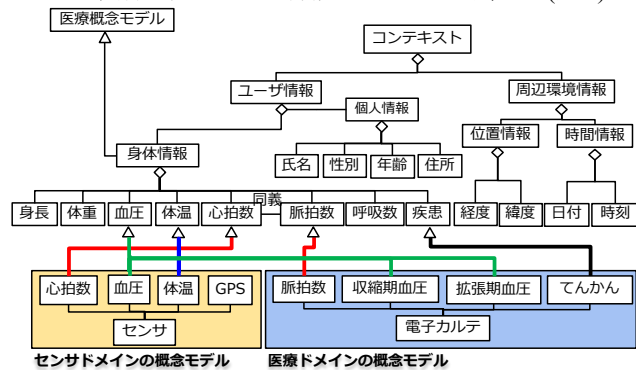 医療概念モデル
コンテキスト
ユーザ情報
周辺環境情報
個人情報
身体情報
位置情報
時間情報
氏名
性別
年齢
住所
同義
身長
体重
血圧
体温
心拍数
脈拍数
呼吸数
疾患
経度
緯度
日付
時刻
心拍数
血圧
体温
GPS
脈拍数
収縮期血圧
拡張期血圧
てんかん
センサ
電子カルテ
センサドメインの概念モデル
医療ドメインの概念モデル